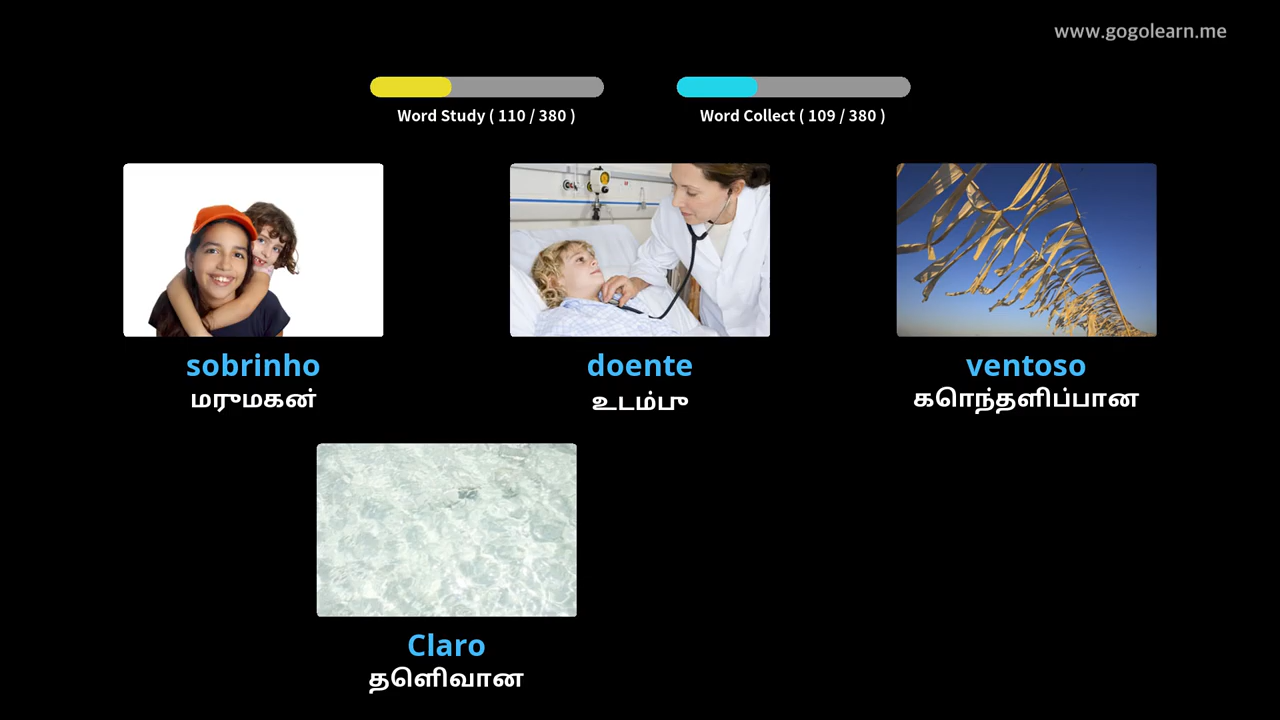 www.gogolearn.me
Word Study ( 110 / 380 )
Word Collect ( 109 / 380 )
sobrinho
doente
ventoso
மருமகன்
உடம்பு
கொந்தளிப்பான
Claro
தெளிவான